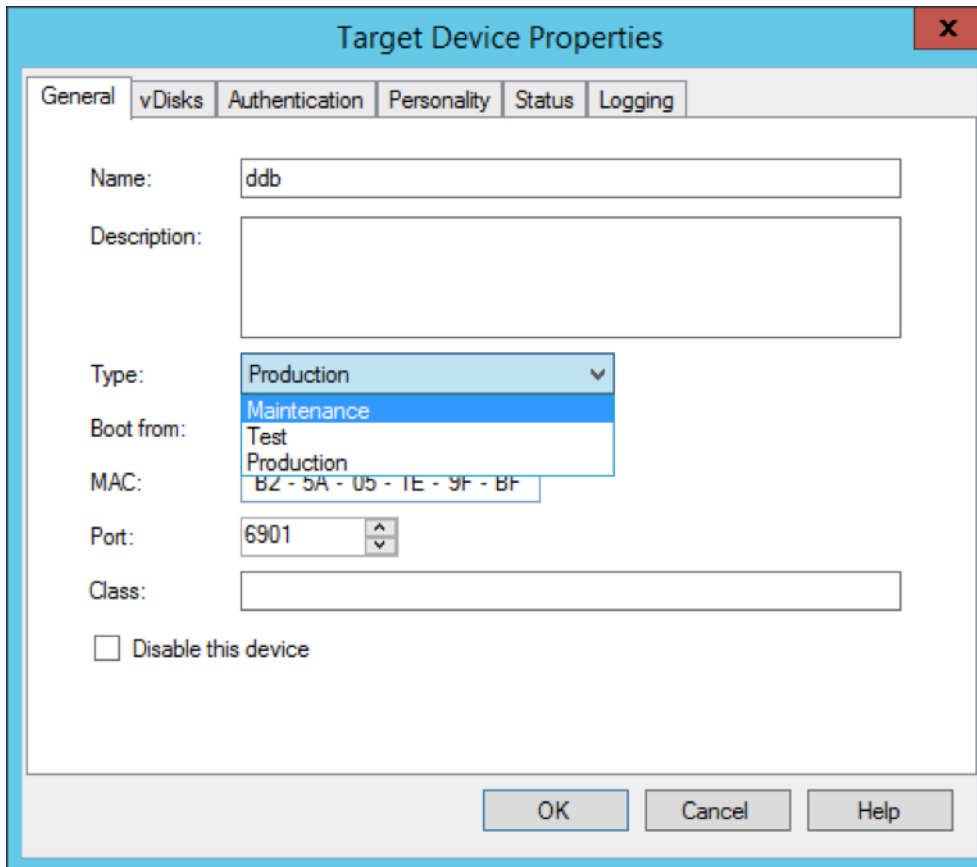 Target Device Properties
x
General vDisks Authentication Personality Status Logging
Name: ddb
Description:
Type: Production
Maintenance
Boot from: Test
Production
MAC: B2 - 5A - 05 - 1E - 9F - BF
Port: 6901
Class:
Disable this device
OK Cancel Help